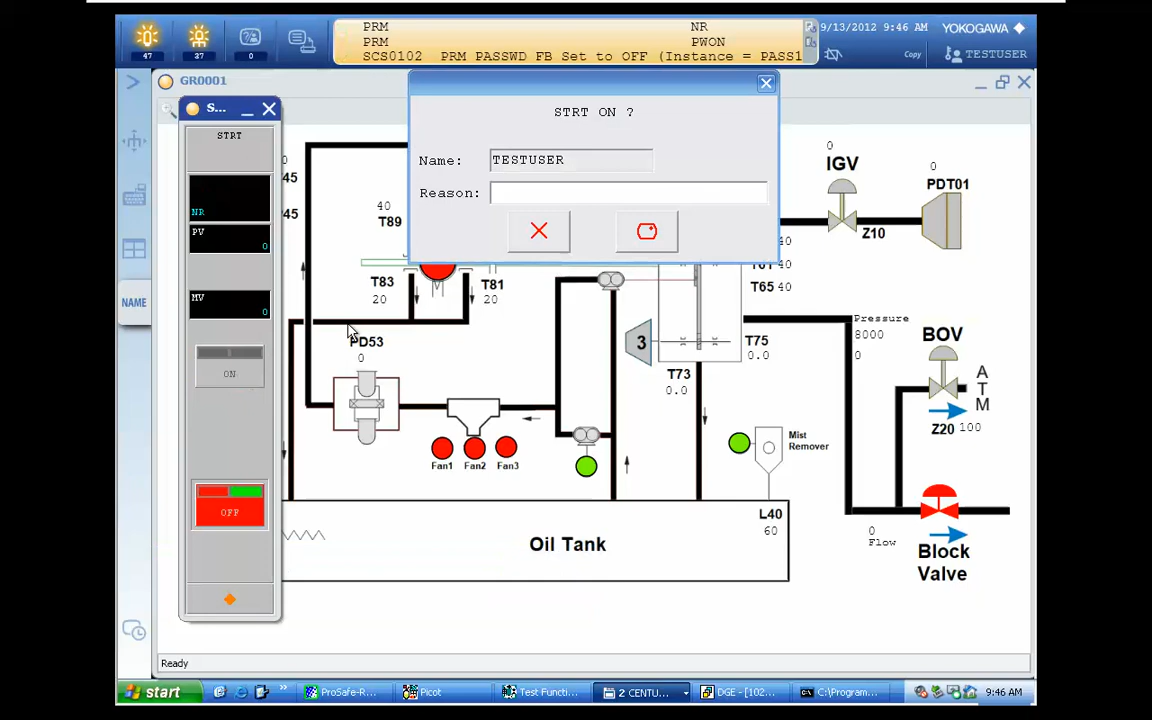 PRM NR
PRM PWON
SCS0102 PRM PASSWD FB Set to OFF (Instance = PASS1
9/13/2012 9:46 AM
YOKOGAWA
Copy
TESTUSER
47
37
0
GR0001
S...
STRT
NR
PV
0
MV
0
ON
OFF
NAME
STRT ON ?
Name: TESTUSER
Reason:
0
45
45
40
T89
T83
20
T81
20
PD53
0
Fan1
Fan2
Fan3
3
40
T65 40
T75
0.0
T73
0.0
0
IGV
Z10
0
PDT01
Pressure
8000
0
BOV
A
T
M
Z20 100
Mist
Remover
L40
60
Oil Tank
0
Flow
Block
Valve
Ready
start
ProSafe-R...
Picot
Test Functi...
2 CENTU...
DGE - [102...
C:\Program...
9:46 AM